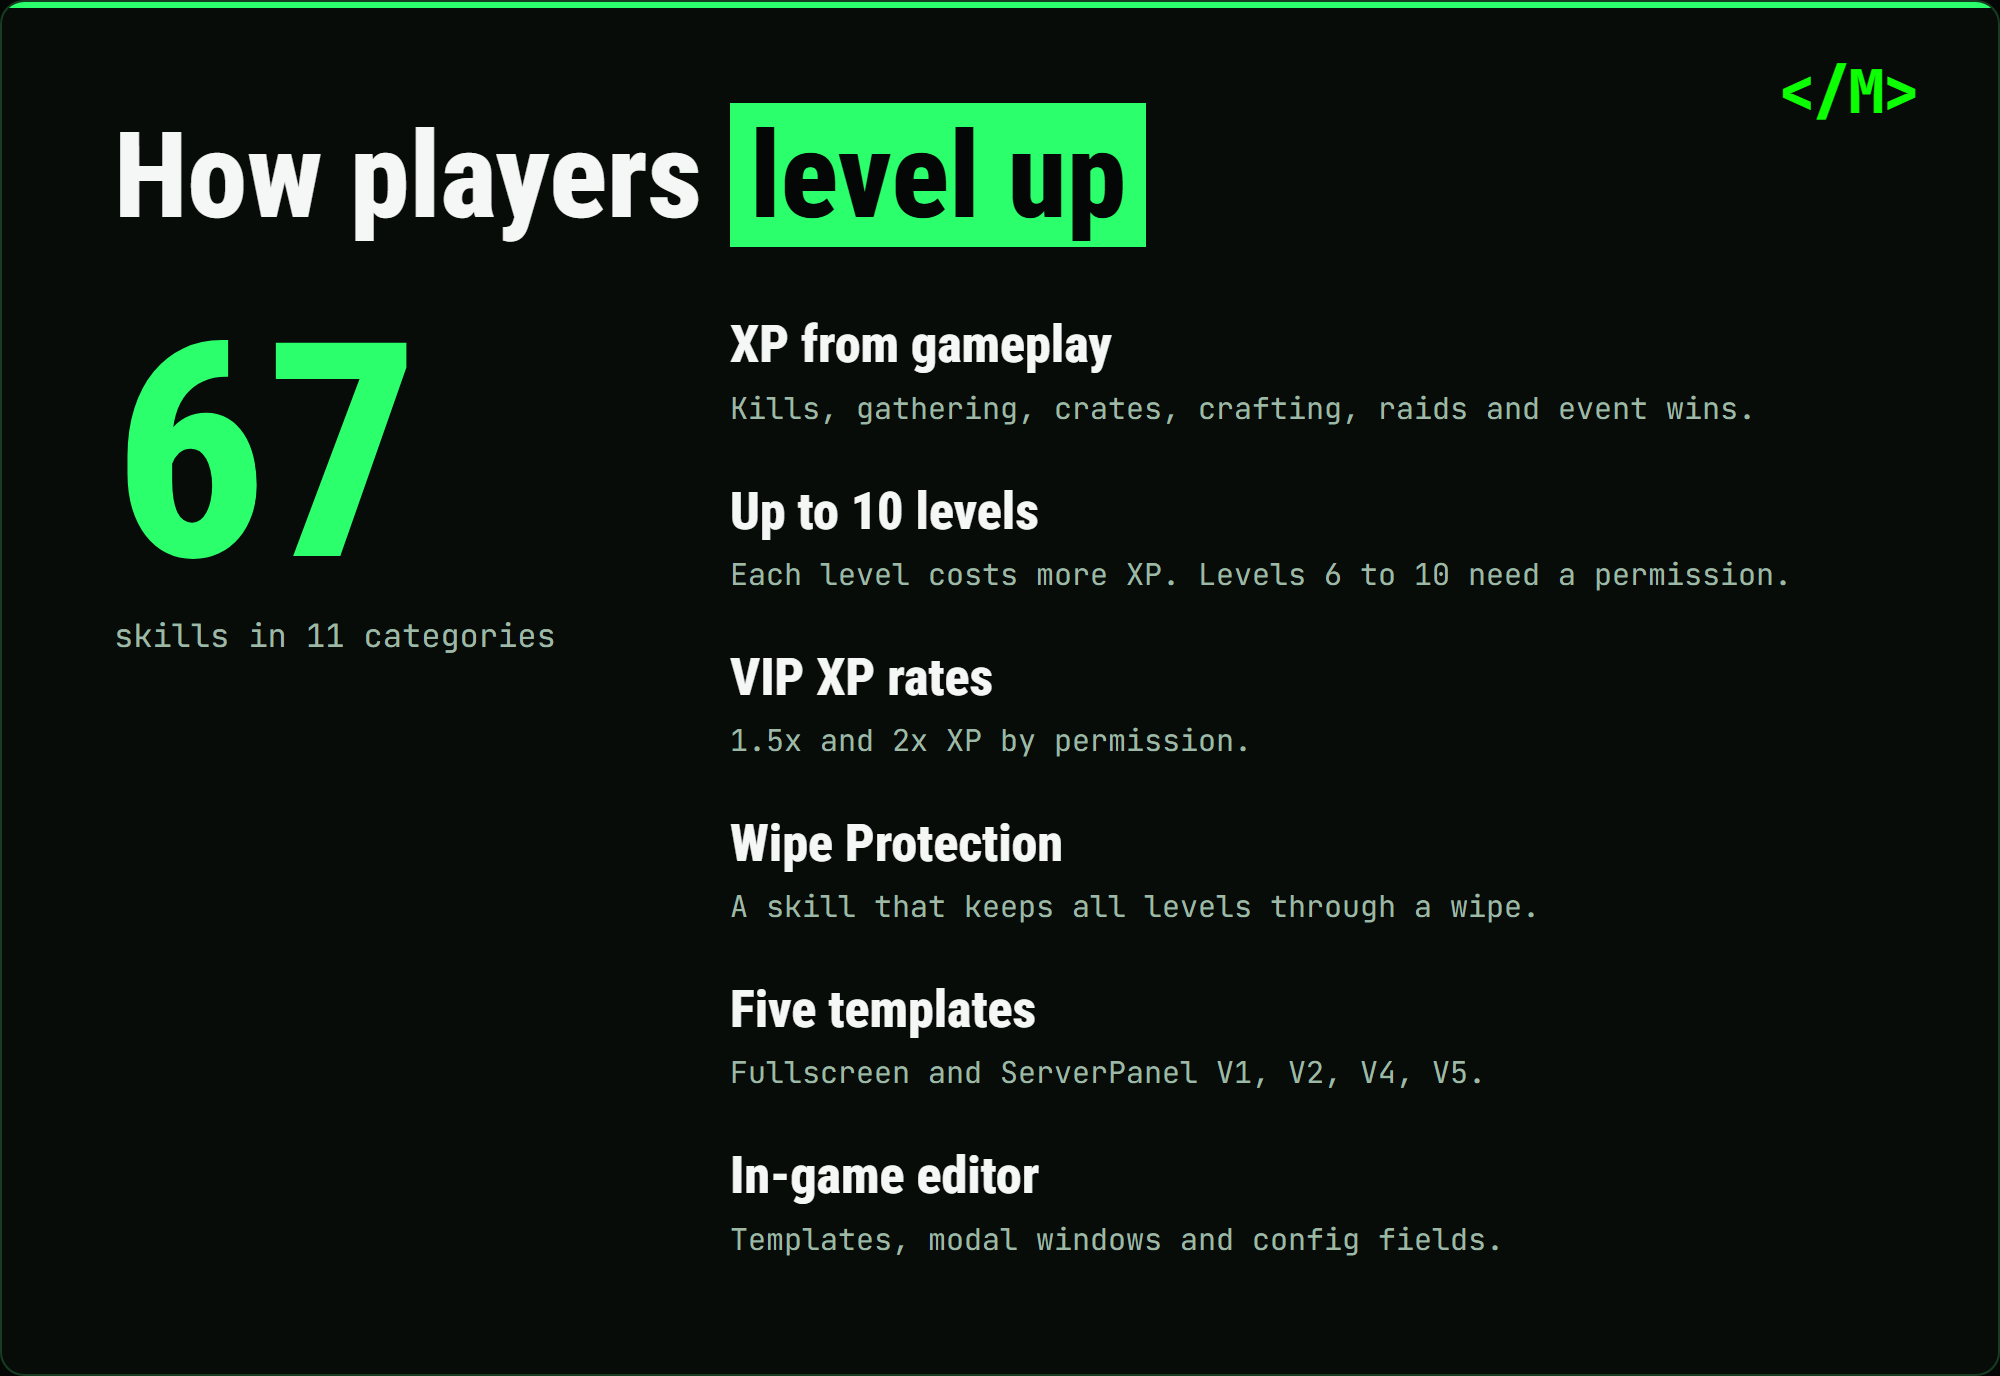 </M>
How players level up
67
skills in 11 categories
XP from gameplay
Kills, gathering, crates, crafting, raids and event wins.
Up to 10 levels
Each level costs more XP. Levels 6 to 10 need a permission.
VIP XP rates
1.5x and 2x XP by permission.
Wipe Protection
A skill that keeps all levels through a wipe.
Five templates
Fullscreen and ServerPanel V1, V2, V4, V5.
In-game editor
Templates, modal windows and config fields.